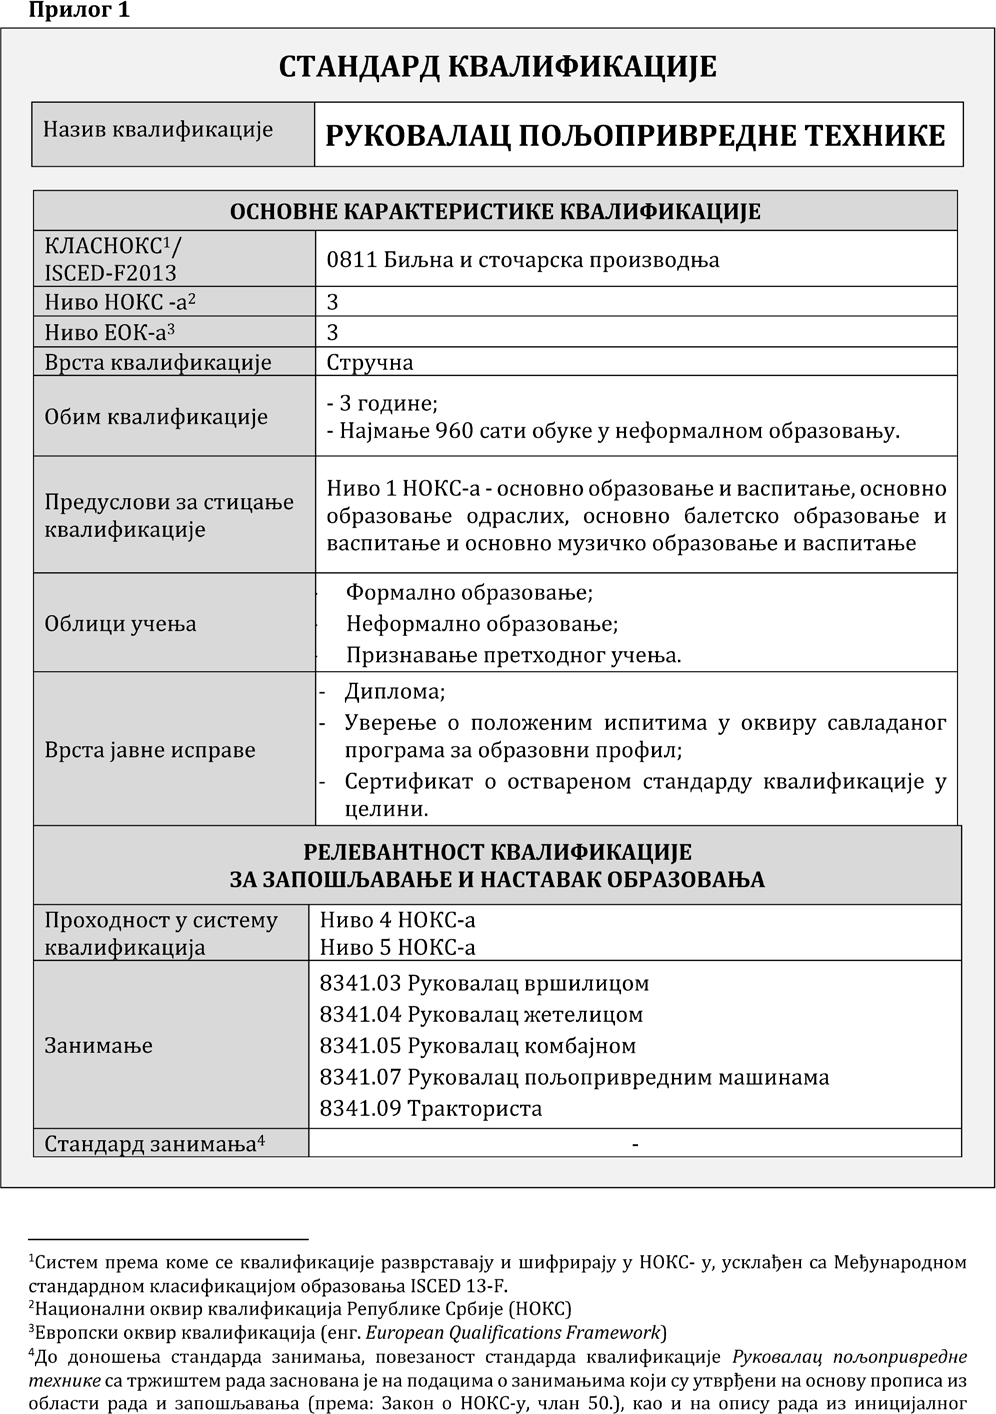 Прилог 1
СТАНДАРД КВАЛИФИКАЦИЈЕ
Назив квалификације
РУКОВАЛАЦ ПОЉОПРИВРЕДНЕ ТЕХНИКЕ
ОСНОВНЕ КАРАКТЕРИСТИКЕ КВАЛИФИКАЦИЈЕ
КЛАСНОКС1/
ISCED-F2013
0811 Биљна и сточарска производња
Ниво НОКС -а2
3
Ниво ЕОК-а3
3
Врста квалификације
Стручна
Обим квалификације
- 3 године;
- Најмање 960 сати обуке у неформалном образовању.
Предуслови за стицање
квалификације
Ниво 1 НОКС-а - основно образовање и васпитање, основно
образовање одраслих, основно балетско образовање и
васпитање и основно музичко образовање и васпитање
Облици учења
- Формално образовање;
- Неформално образовање;
- Признавање претходног учења.
Врста јавне исправе
- Диплома;
- Уверење о положеним испитима у оквиру савладаног
програма за образовни профил;
- Сертификат о оствареном стандарду квалификације у
целини.
РЕЛЕВАНТНОСТ КВАЛИФИКАЦИЈЕ
ЗА ЗАПОШЉАВАЊЕ И НАСТАВАК ОБРАЗОВАЊА
Проходност у систему
квалификација
Ниво 4 НОКС-а
Ниво 5 НОКС-а
Занимање
8341.03 Руковалац вршилицом
8341.04 Руковалац жетелицом
8341.05 Руковалац комбајном
8341.07 Руковалац пољопривредним машинама
8341.09 Тракториста
Стандард занимања4
-
1Систем према коме се квалификације разврставају и шифрирају у НОКС- у, усклађен са Међународном
стандардном класификацијом образовања ISCED 13-F.
2Национални оквир квалификација Републике Србије (НОКС)
3Европски оквир квалификација (енг. European Qualifications Framework)
4До доношења стандарда занимања, повезаност стандарда квалификације Руковалац пољопривредне
технике са тржиштем рада заснована је на подацима о занимањима који су утврђени на основу прописа из
области рада и запошљавања (према: Закон о НОКС-у, члан 50.), као и на опису рада из иницијалног